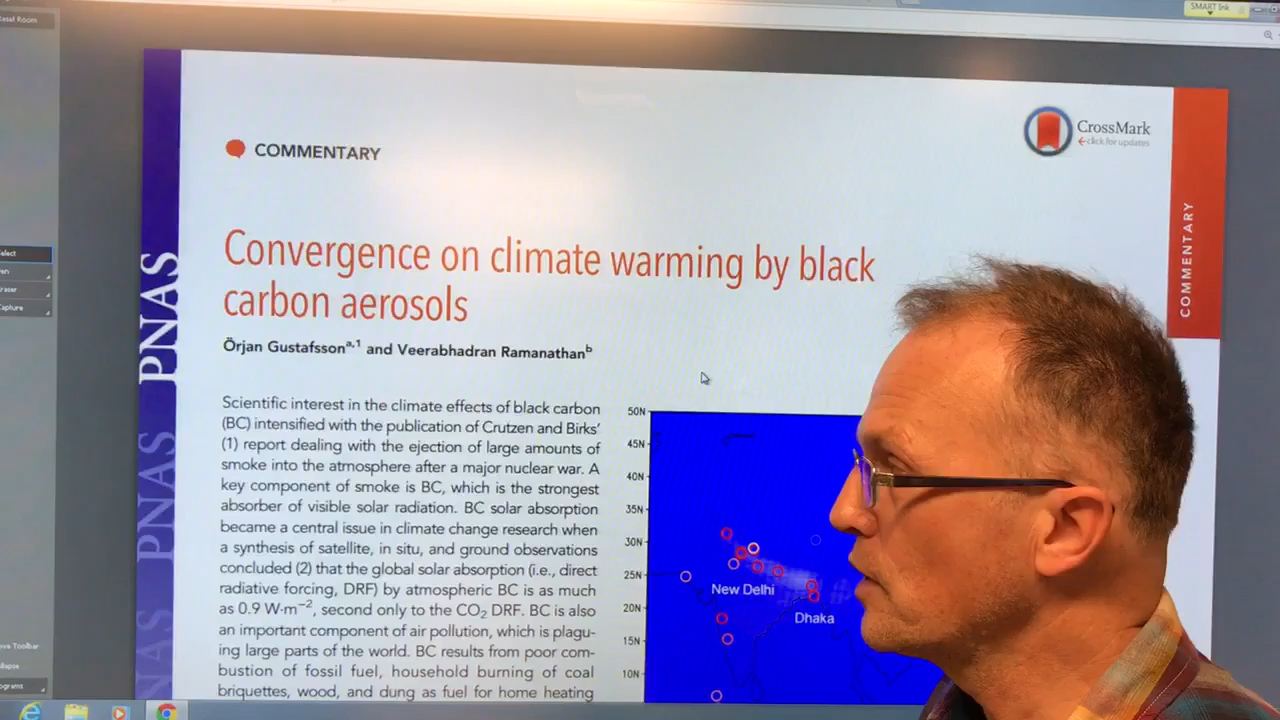 SMART Ink
CrossMark
click for updates
COMMENTARY
COMMENTARY
Convergence on climate warming by black
carbon aerosols
Örjan Gustafssonᵃ,¹ and Veerabhadran Ramanathanᵇ
Scientific interest in the climate effects of black carbon
(BC) intensified with the publication of Crutzen and Birks’
(1) report dealing with the ejection of large amounts of
smoke into the atmosphere after a major nuclear war. A
key component of smoke is BC, which is the strongest
absorber of visible solar radiation. BC solar absorption
became a central issue in climate change research when
a synthesis of satellite, in situ, and ground observations
concluded (2) that the global solar absorption (i.e., direct
radiative forcing, DRF) by atmospheric BC is as much
as 0.9 W·m⁻², second only to the CO₂ DRF. BC is also
an important component of air pollution, which is plagu-
ing large parts of the world. BC results from poor com-
bustion of fossil fuel, household burning of coal
briquettes, wood, and dung as fuel for home heating
50N
45N
40N
35N
30N
25N
20N
15N
10N
New Delhi
Dhaka
PNAS
PNAS
PNAS